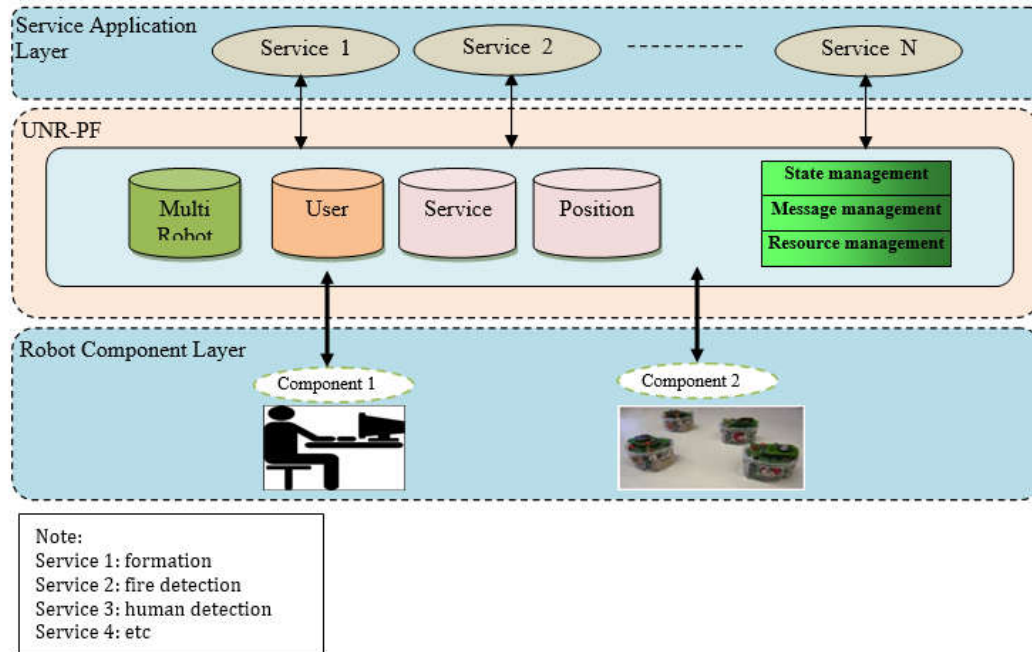 Service Application
Layer
Service 1
Service 2
Service N
UNR-PF
Multi
Robot
User
Service
Position
State management
Message management
Resource management
Robot Component Layer
Component 1
Component 2
Note:
Service 1: formation
Service 2: fire detection
Service 3: human detection
Service 4: etc